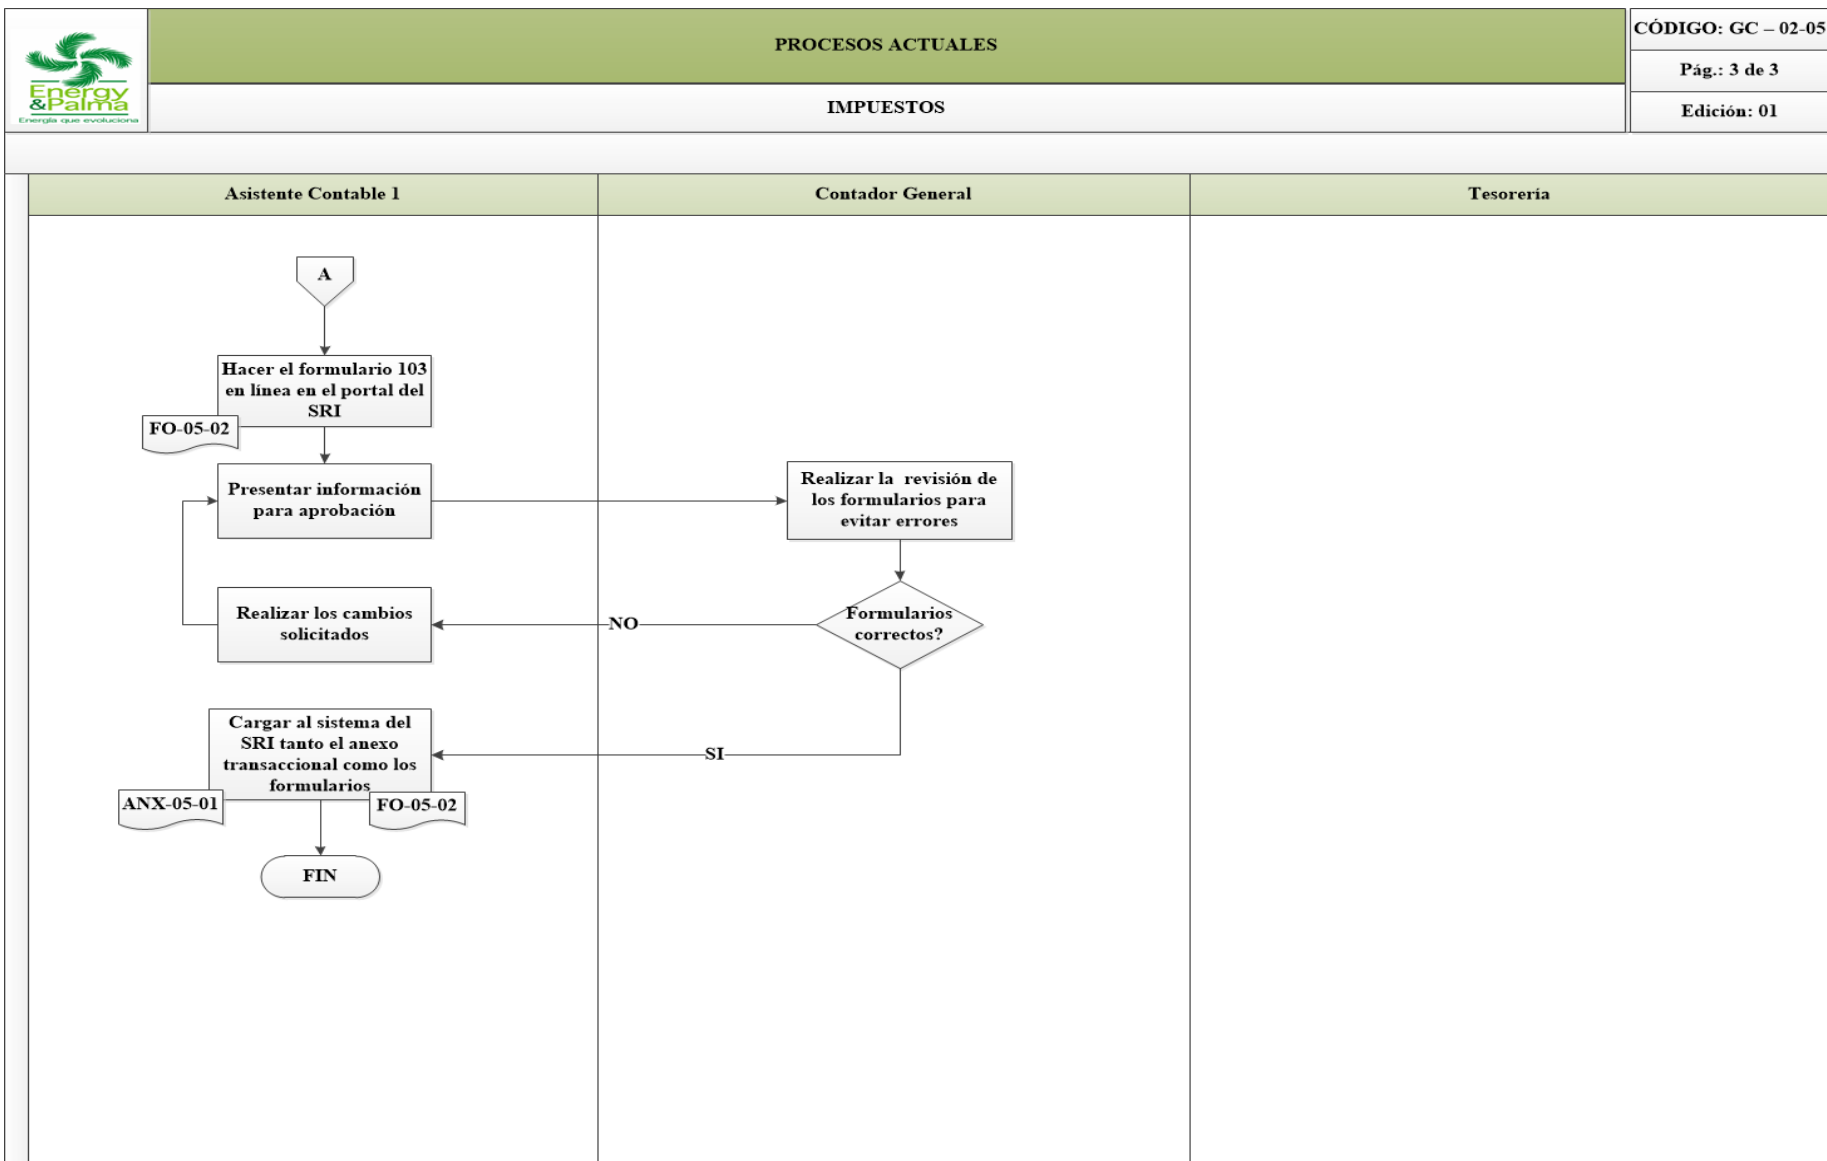 Energy
&Palma
Energía que evoluciona
PROCESOS ACTUALES
IMPUESTOS
CÓDIGO: GC – 02-05
Pág.: 3 de 3
Edición: 01
Asistente Contable 1
Contador General
Tesorería
A
Hacer el formulario 103
en línea en el portal del
SRI
FO-05-02
Presentar información
para aprobación
Realizar la  revisión de
los formularios para
evitar errores
Realizar los cambios
solicitados
NO
Formularios
correctos?
Cargar al sistema del
SRI tanto el anexo
transaccional como los
formularios
SI
ANX-05-01
FO-05-02
FIN